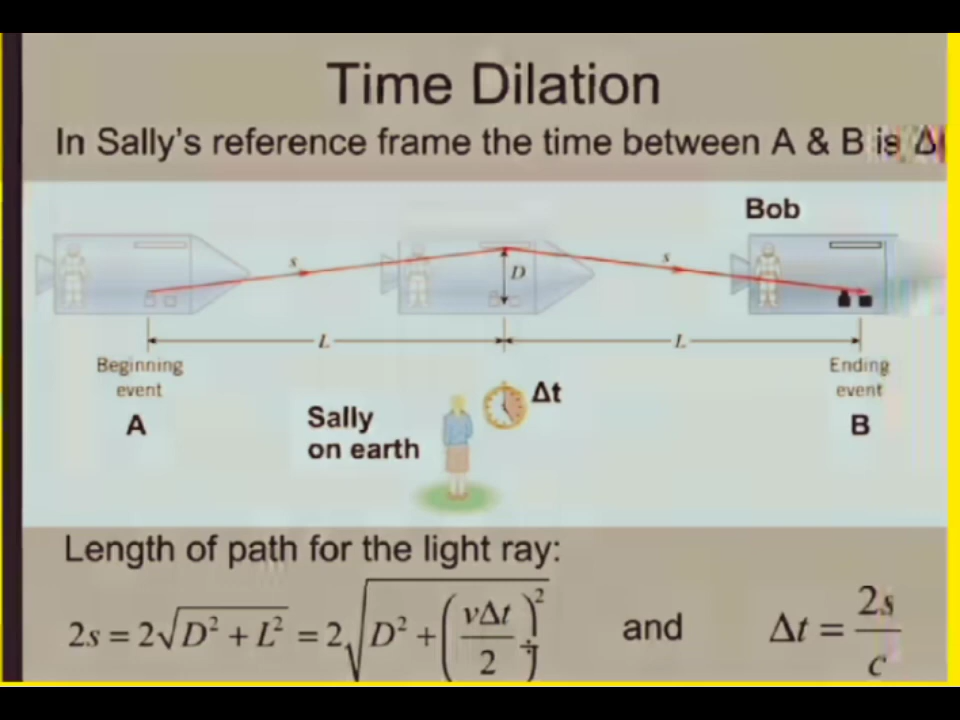 Time Dilation
In Sally's reference frame the time between A & B is Δ
Bob
s
s
D
L
L
Beginning
event
A
Ending
event
B
Δt
Sally
on earth
Length of path for the light ray:
2s = 2√(D² + L²) = 2√(D² + (vΔt/2)²) and Δt = 2s/c